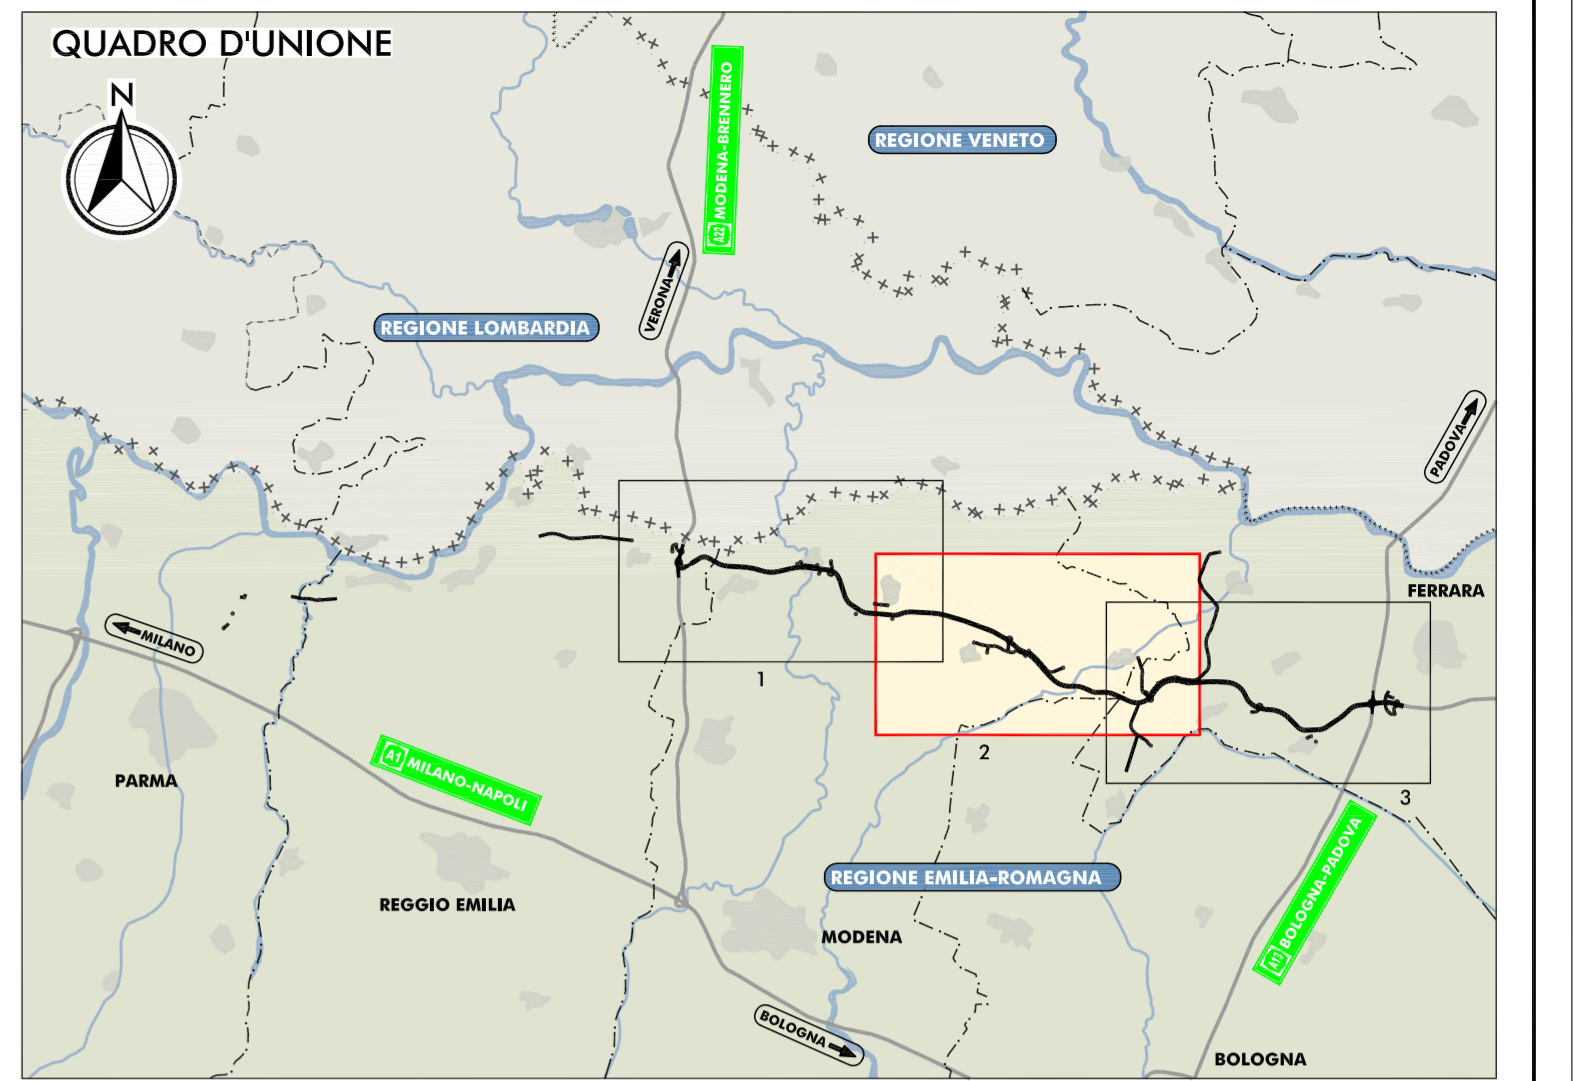 QUADRO D'UNIONE
N
A22 MODENA-BRENNERO
REGIONE VENETO
VERONA
REGIONE LOMBARDIA
PADOVA
FERRARA
MILANO
1
A1 MILANO-NAPOLI
PARMA
2
3
REGIONE EMILIA-ROMAGNA
A13 BOLOGNA-PADOVA
REGGIO EMILIA
MODENA
BOLOGNA
BOLOGNA